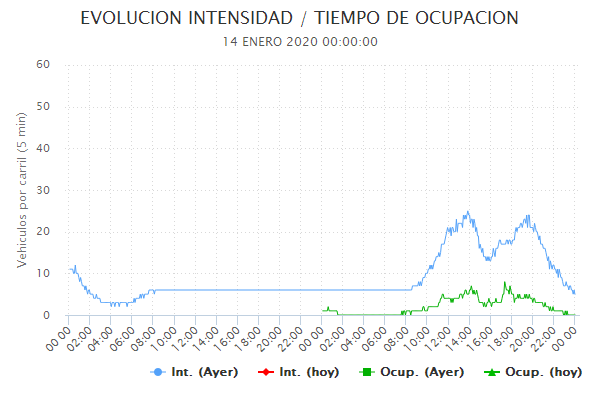 EVOLUCION INTENSIDAD / TIEMPO DE OCUPACION
14 ENERO 2020 00:00:00
Vehiculos por carril (5 min)
60
50
40
30
20
10
0
00:00 02:00 04:00 06:00 08:00 10:00 12:00 14:00 16:00 18:00 20:00 22:00 00:00 02:00 04:00 06:00 08:00 10:00 12:00 14:00 16:00 18:00 20:00 22:00 00:00
Int. (Ayer) Int. (hoy) Ocup. (Ayer) Ocup. (hoy)